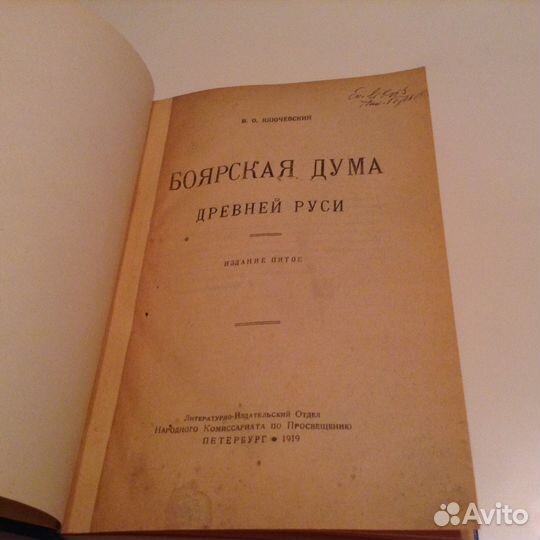 В. О. КЛЮЧЕВСКИЙ
БОЯРСКАЯ ДУМА
ДРЕВНЕЙ РУСИ
ИЗДАНИЕ ПЯТОЕ
Литературно-Издательский Отдел
Народного Комиссариата по Просвещению
ПЕТЕРБУРГ • 1919
Avito